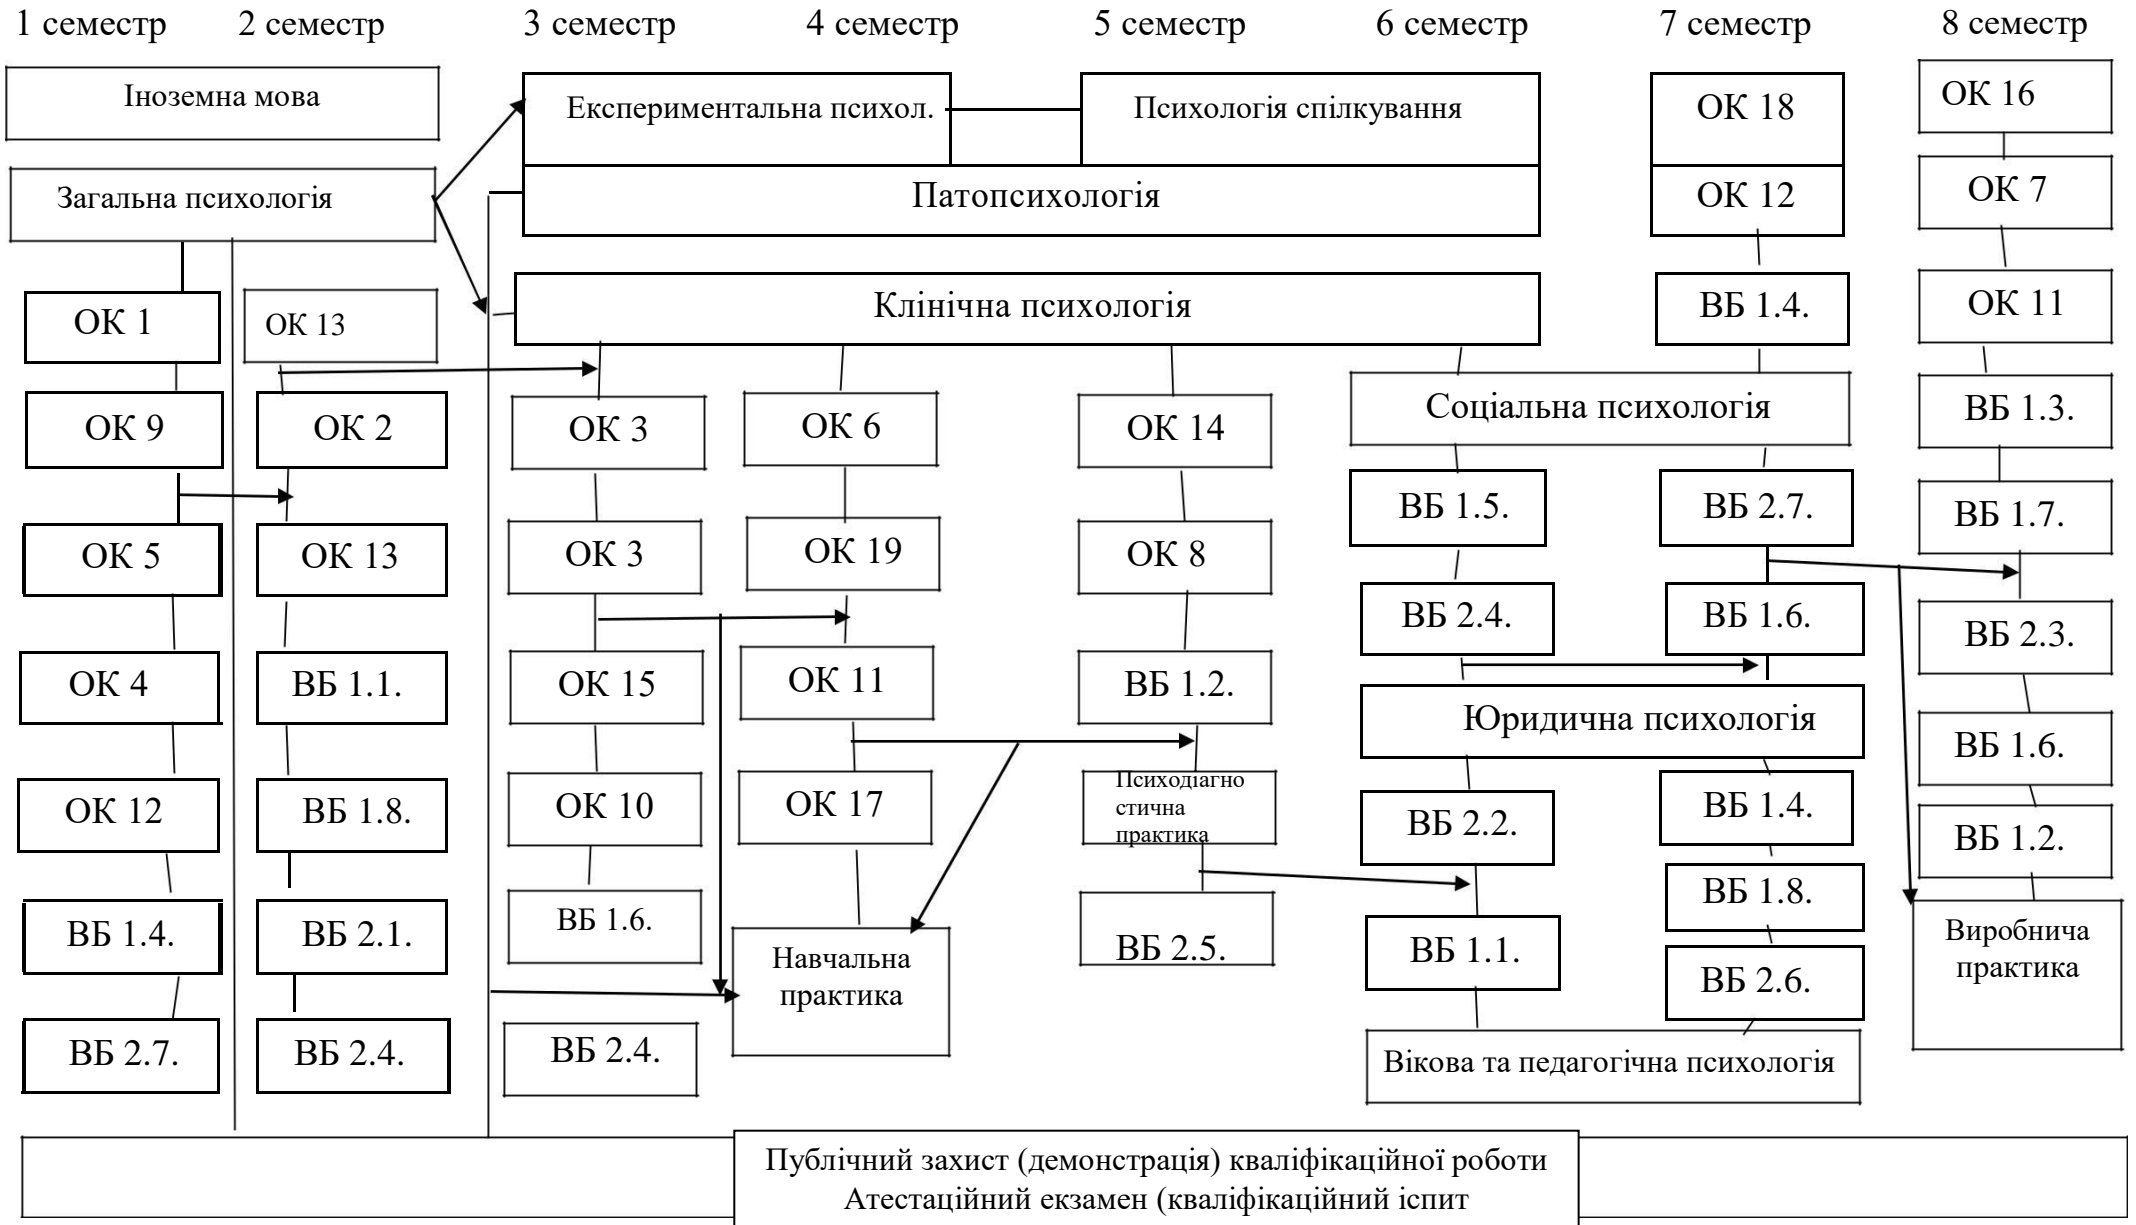 1 семестр
2 семестр
3 семестр
4 семестр
5 семестр
6 семестр
7 семестр
8 семестр
Іноземна мова
Експериментальна психол.
Психологія спілкування
ОК 18
ОК 16
Загальна психологія
Патопсихологія
ОК 12
ОК 7
ОК 1
ОК 13
Клінічна психологія
ВБ 1.4.
ОК 11
ОК 9
ОК 2
ОК 3
ОК 6
ОК 14
Соціальна психологія
ВБ 1.3.
ОК 5
ОК 13
ОК 3
ОК 19
ОК 8
ВБ 1.5.
ВБ 2.7.
ВБ 1.7.
ВБ 2.4.
ВБ 1.6.
ВБ 2.3.
ОК 4
ВБ 1.1.
ОК 15
ОК 11
ВБ 1.2.
Юридична психологія
ВБ 1.6.
ОК 12
ВБ 1.8.
ОК 10
ОК 17
Психодіагно
стична
практика
ВБ 2.2.
ВБ 1.4.
ВБ 1.2.
ВБ 1.8.
ВБ 1.4.
ВБ 2.1.
ВБ 1.6.
Навчальна
практика
ВБ 2.5.
ВБ 1.1.
ВБ 2.6.
Виробнича
практика
ВБ 2.7.
ВБ 2.4.
ВБ 2.4.
Вікова та педагогічна психологія
Публічний захист (демонстрація) кваліфікаційної роботи
Атестаційний екзамен (кваліфікаційний іспит